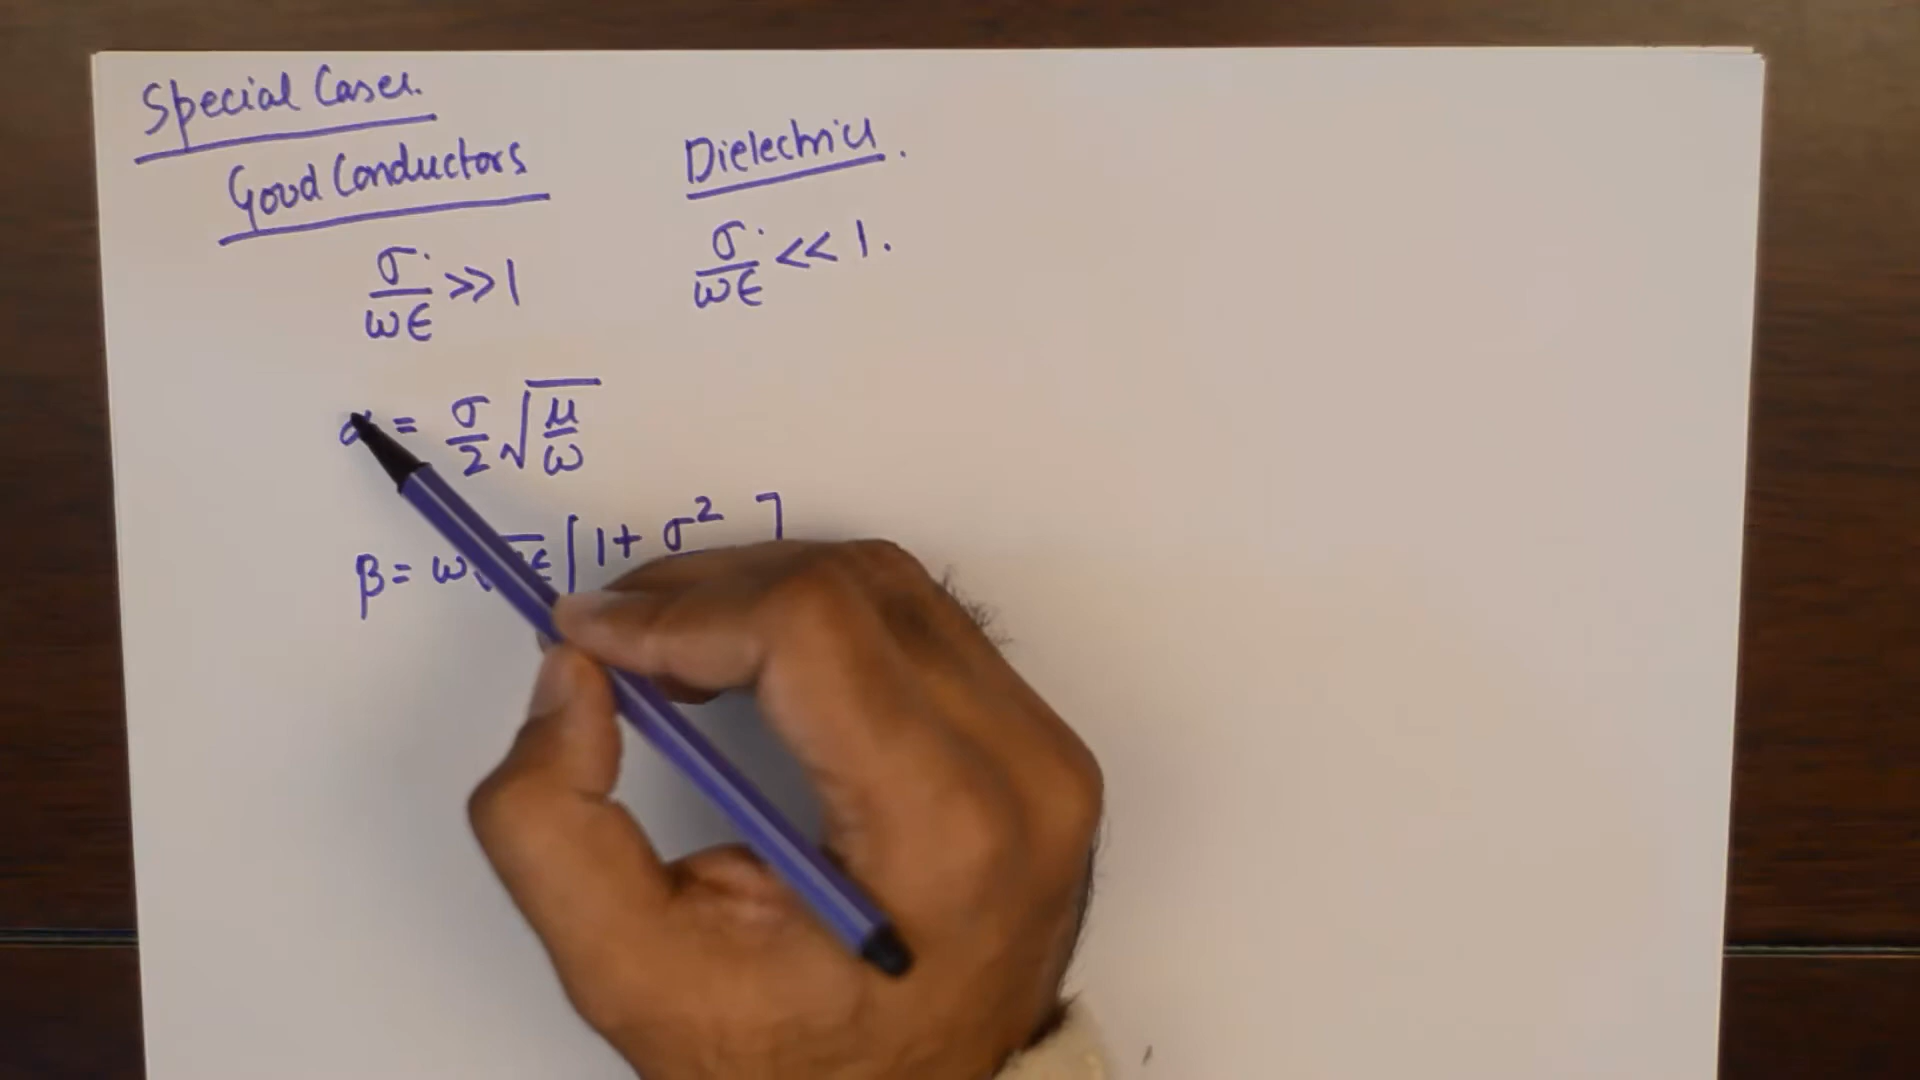 Special Cases.
Good Conductors
σ/ωϵ >> 1
Dielectrics.
σ/ωϵ << 1.
α = σ/2 √(μ/ω)
β = ω ϵ [1+ σ² ]